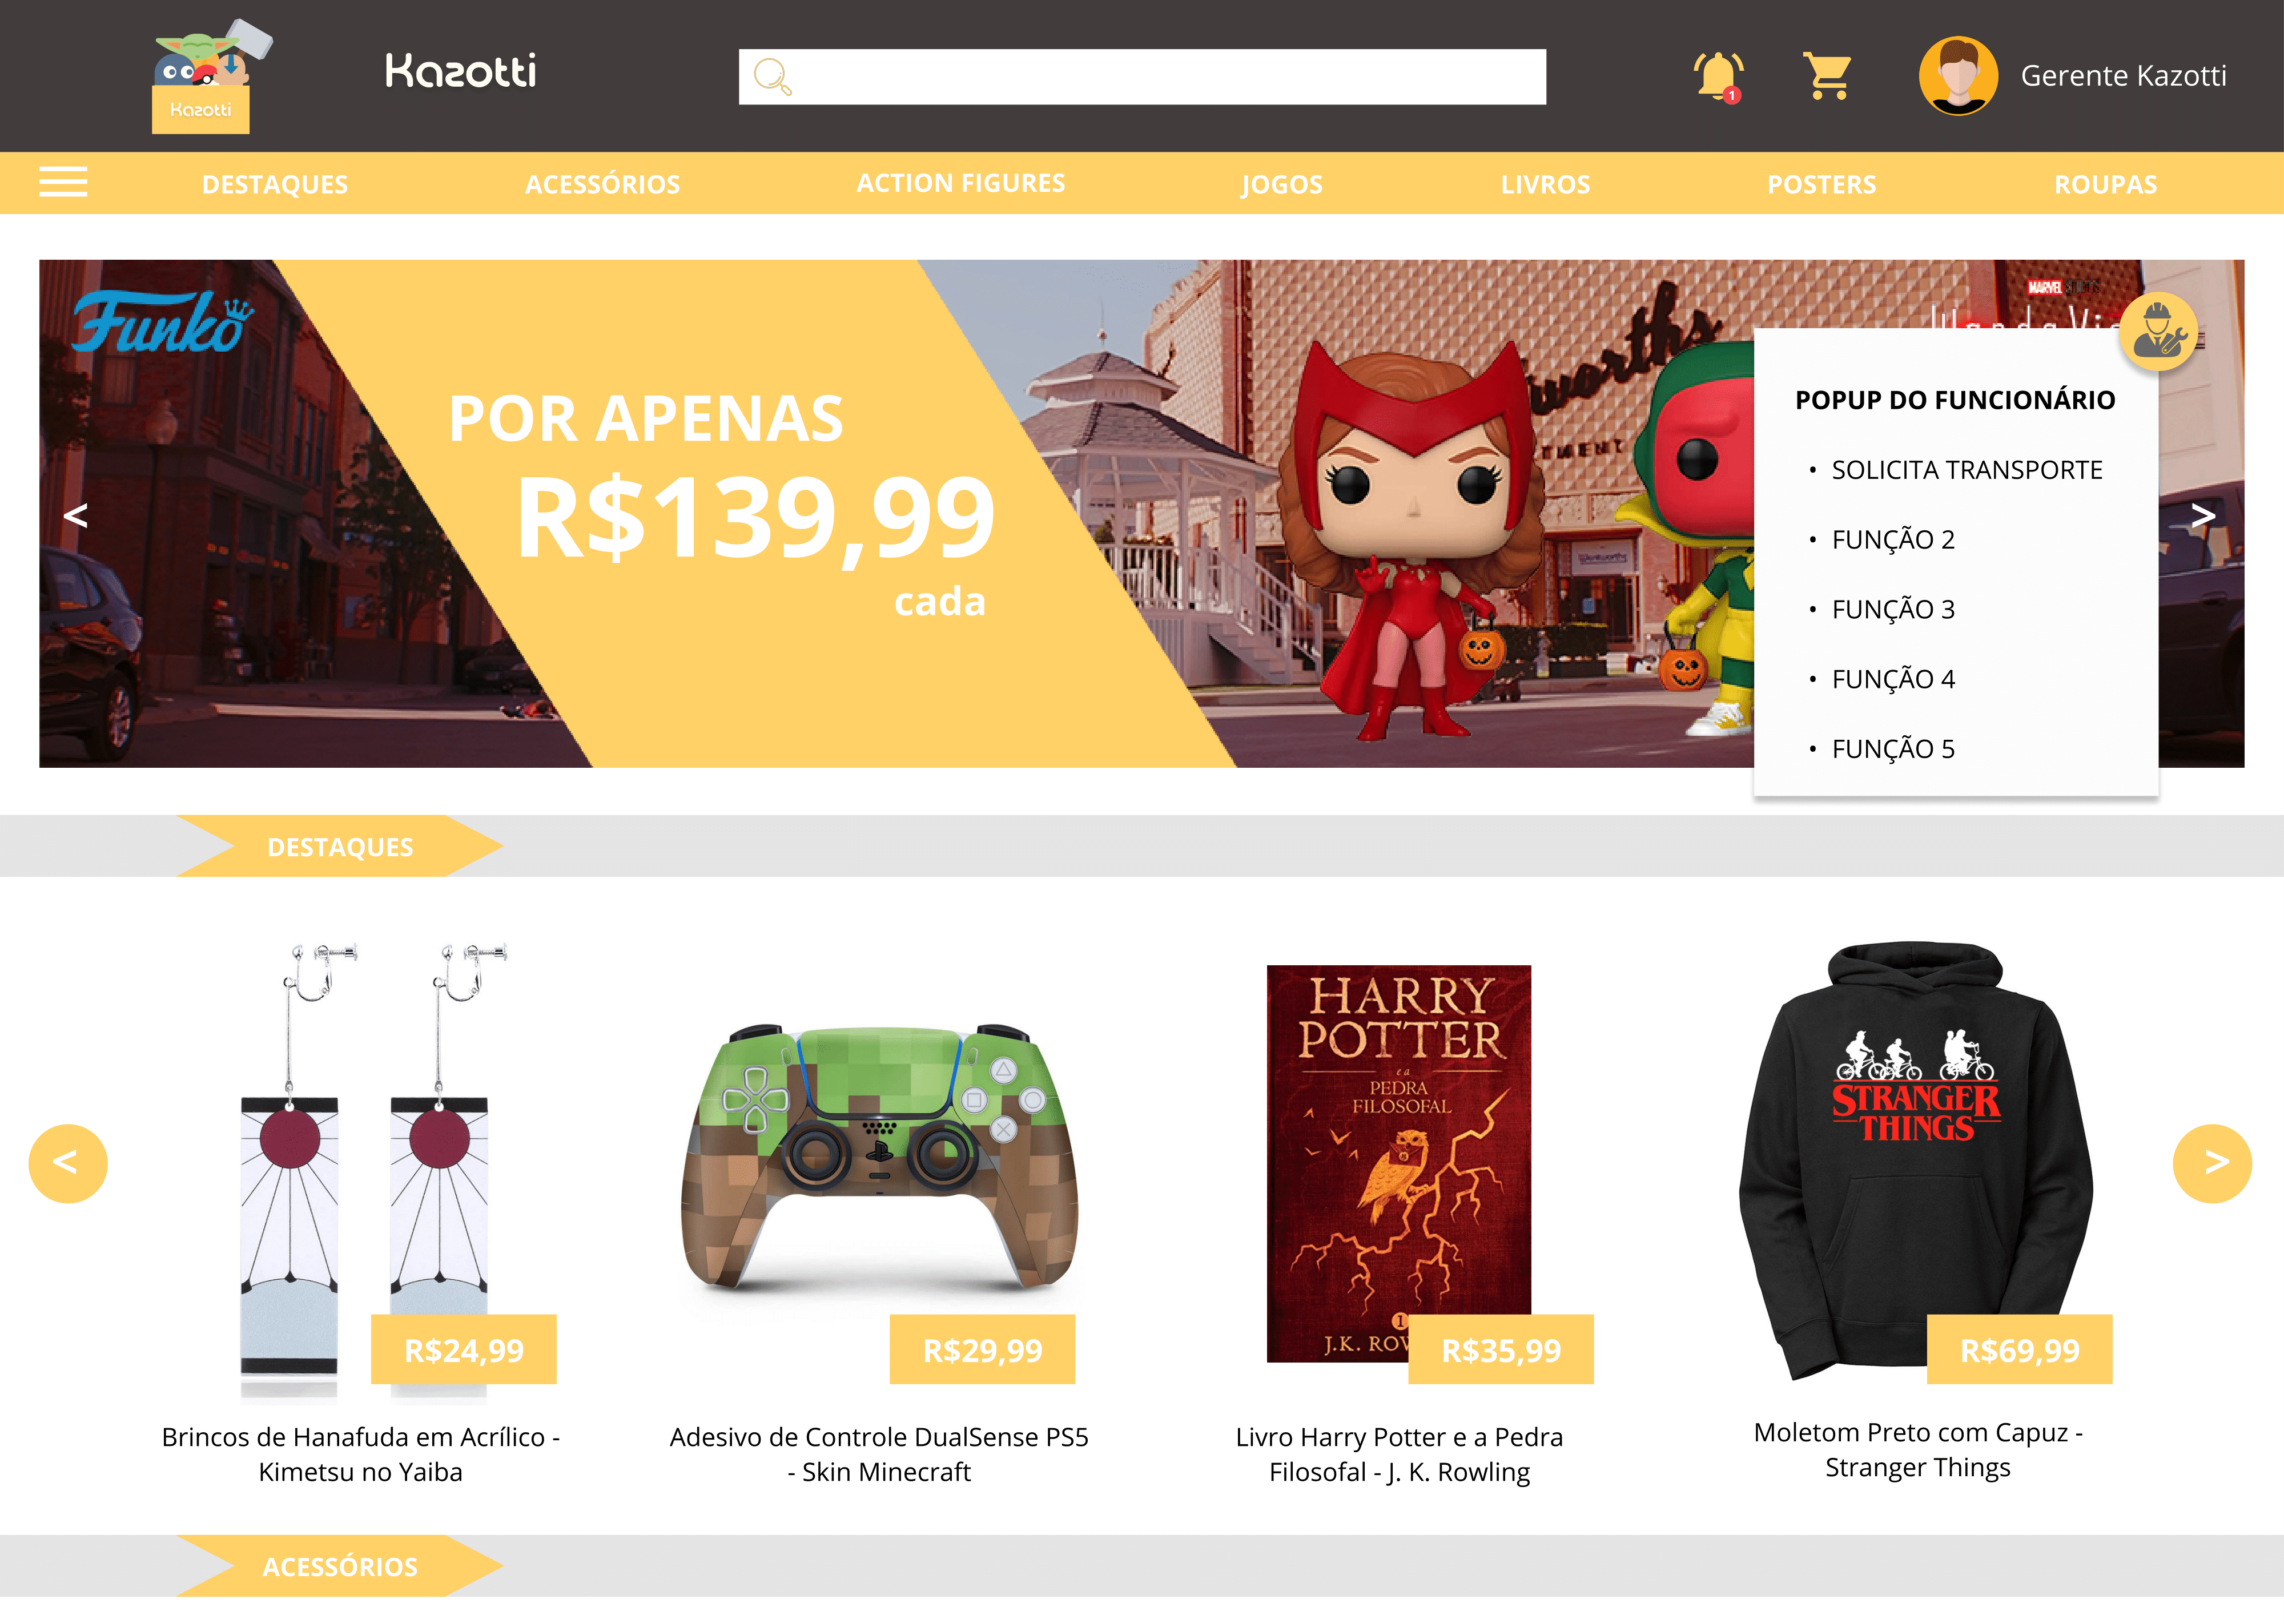 Kazotti
Kazotti
1
Gerente Kazotti
DESTAQUES
ACESSÓRIOS
ACTION FIGURES
JOGOS
LIVROS
POSTERS
ROUPAS
Funko
MARVEL
POR APENAS
R$139,99
cada
<
>
POPUP DO FUNCIONÁRIO
• SOLICITA TRANSPORTE
• FUNÇÃO 2
• FUNÇÃO 3
• FUNÇÃO 4
• FUNÇÃO 5
DESTAQUES
HARRY
POTTER
e a
PEDRA
FILOSOFAL
1
J.K.
STRANGER
THINGS
<
>
R$24,99
R$29,99
R$35,99
R$69,99
Brincos de Hanafuda em Acrílico -
Kimetsu no Yaiba
Adesivo de Controle DualSense PS5
- Skin Minecraft
Livro Harry Potter e a Pedra
Filosofal - J. K. Rowling
Moletom Preto com Capuz -
Stranger Things
ACESSÓRIOS